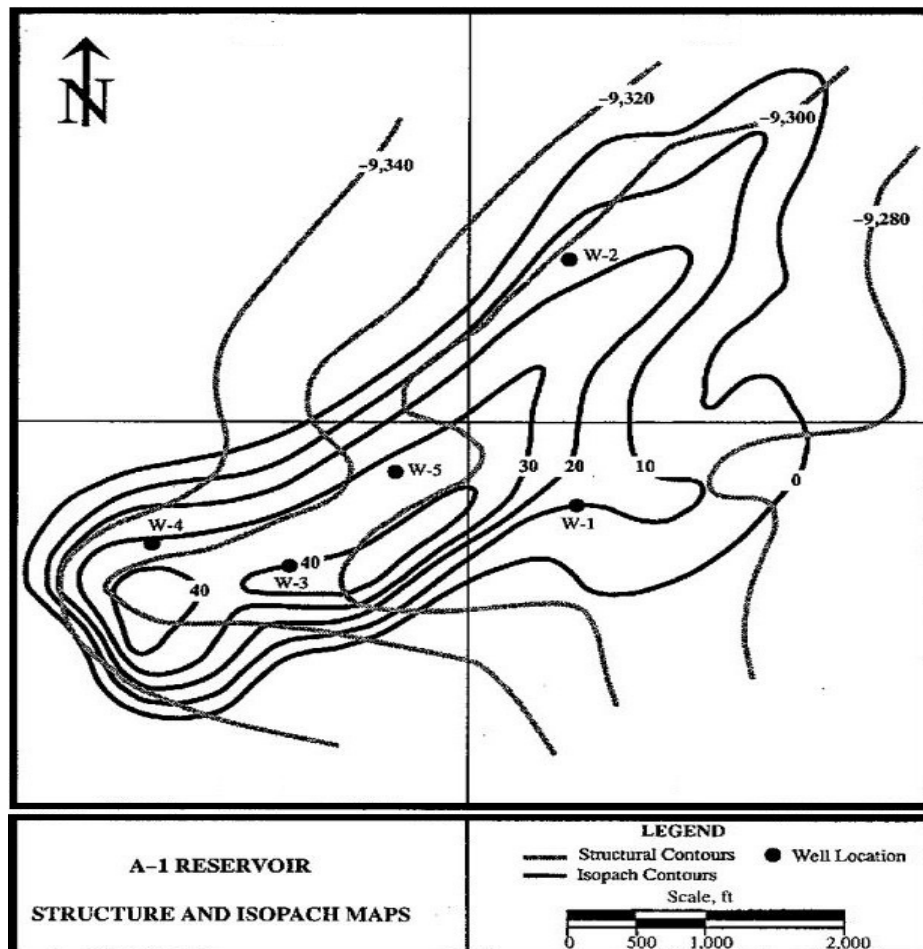 N
−9,320
−9,300
−9,340
−9,280
W-2
W-5
30
20
10
0
W-4
W-1
40
W-3
40
A–1 RESERVOIR
STRUCTURE AND ISOPACH MAPS
LEGEND
Structural Contours
Well Location
Isopach Contours
Scale, ft
0 500 1,000 2,000